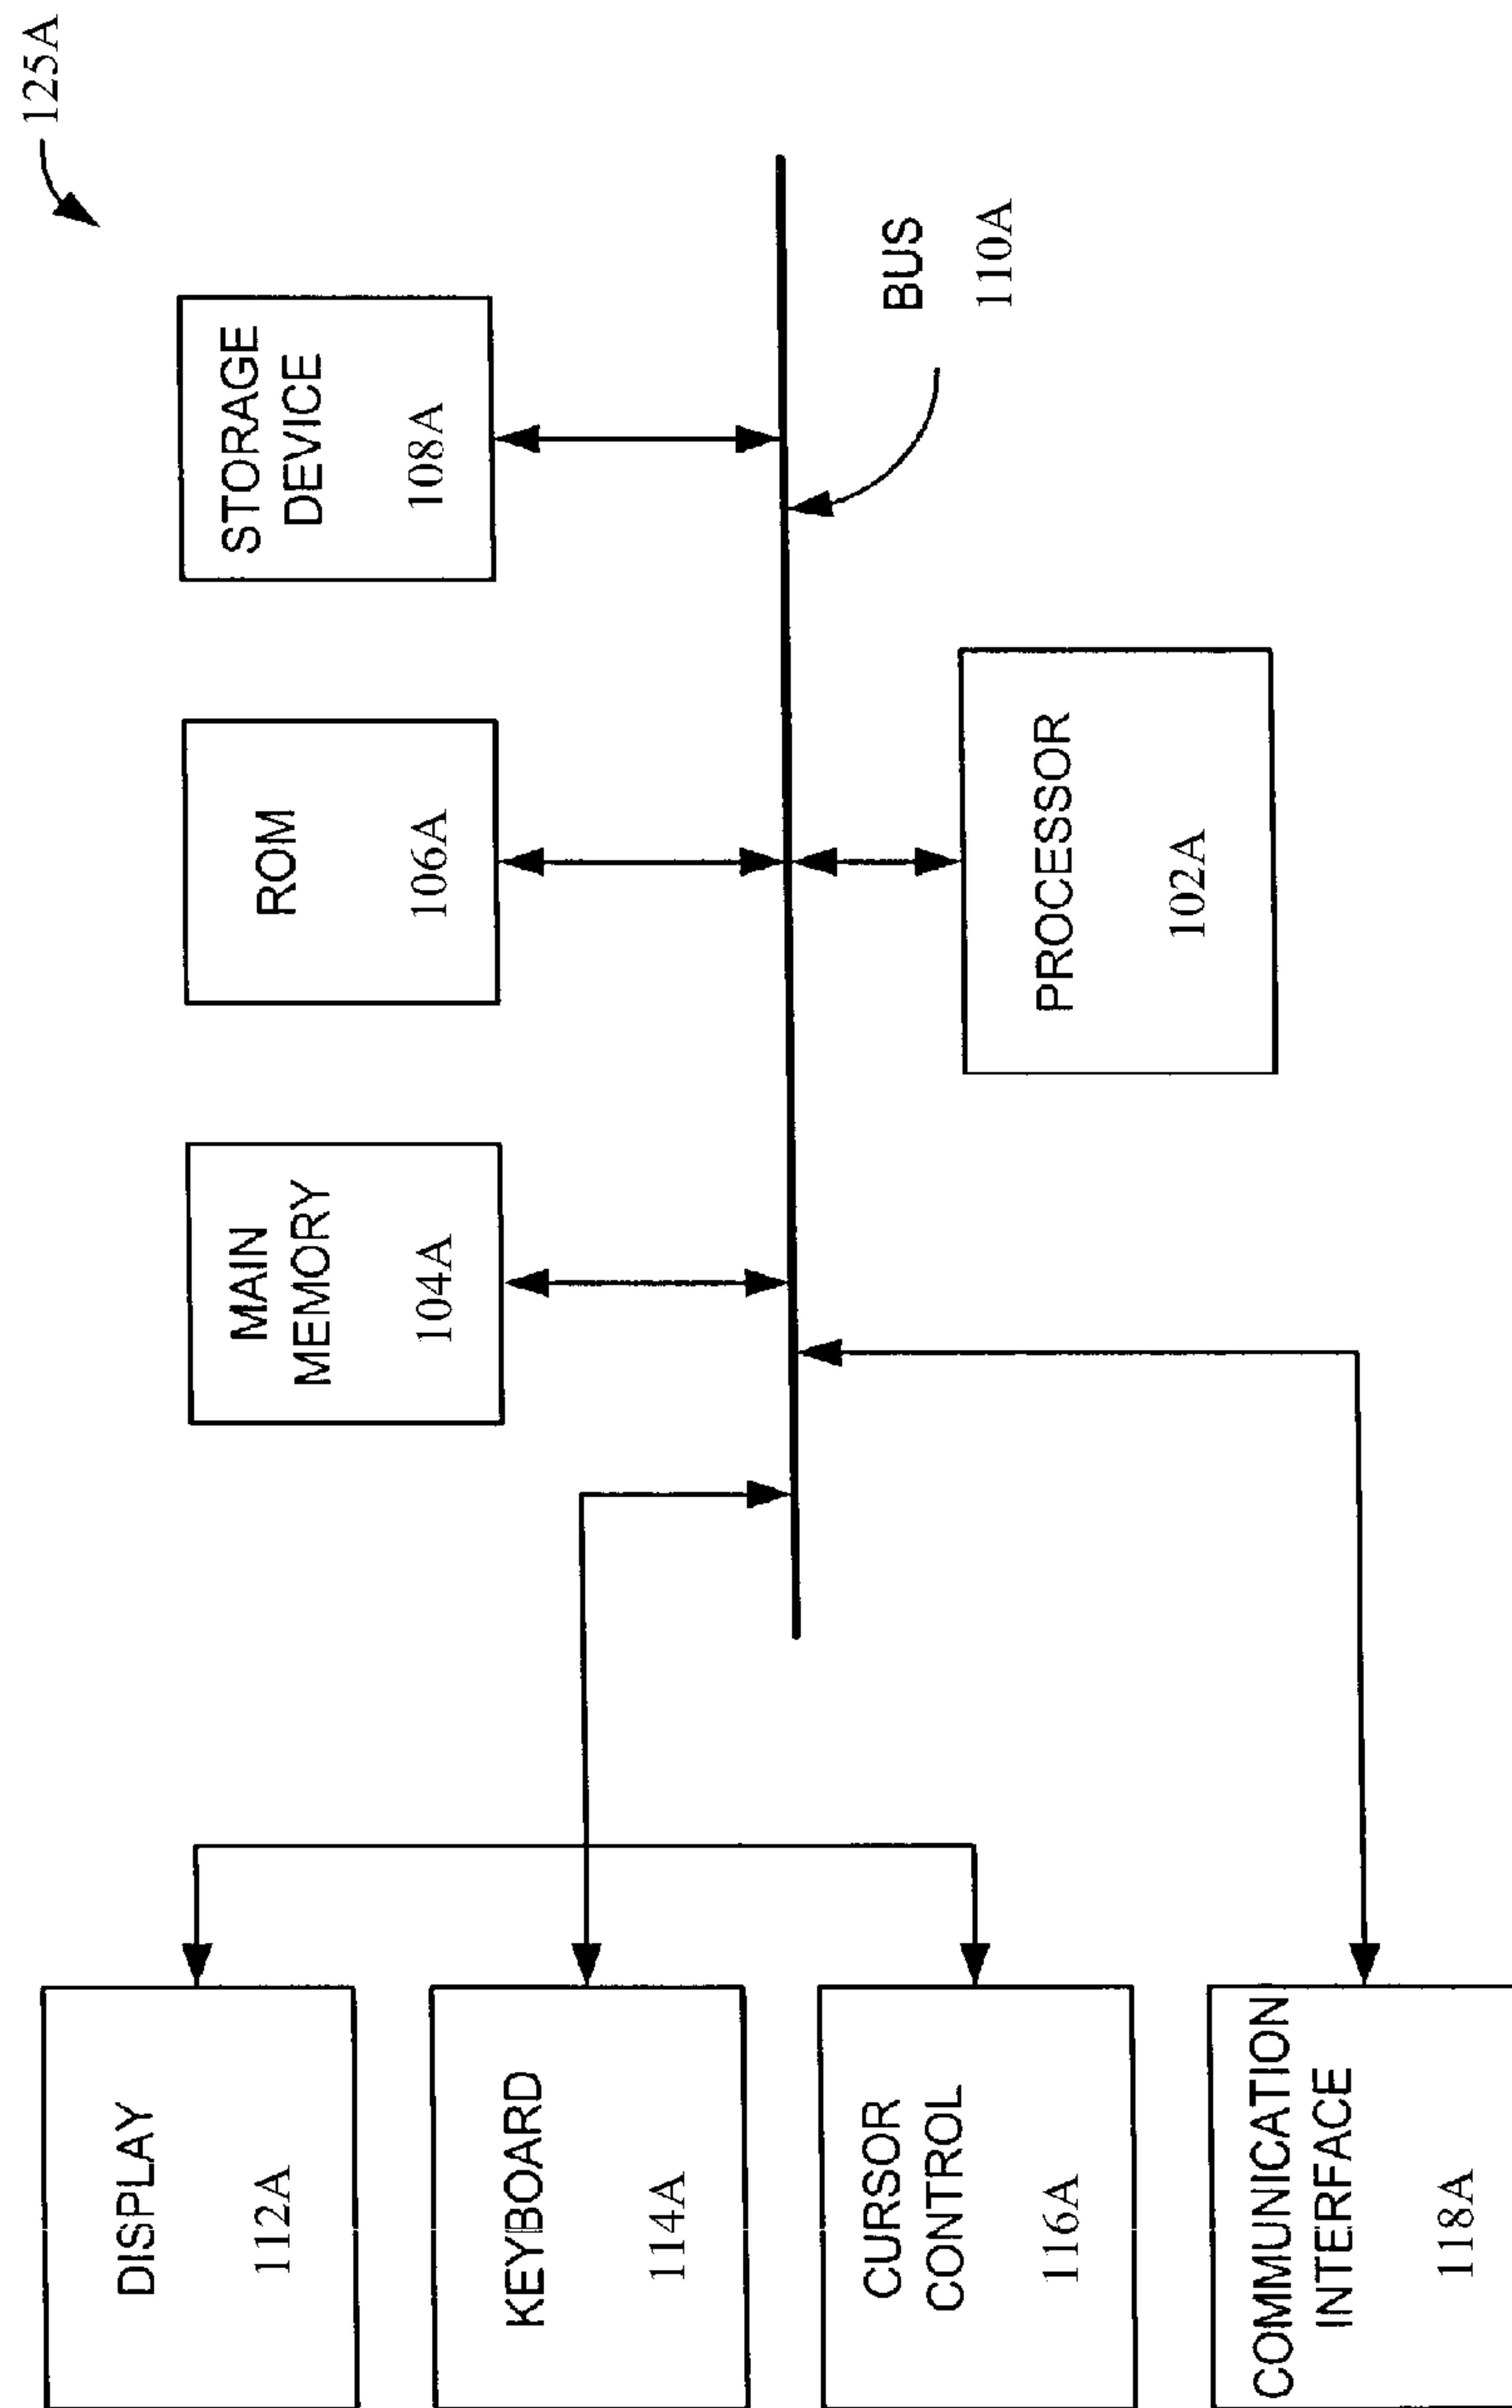 125A
DISPLAY
112A
MAIN
MEMORY
104A
ROM
106A
STORAGE
DEVICE
108A
KEYBOARD
114A
BUS
110A
CURSOR
CONTROL
116A
PROCESSOR
102A
COMMUNICATION
INTERFACE
118A